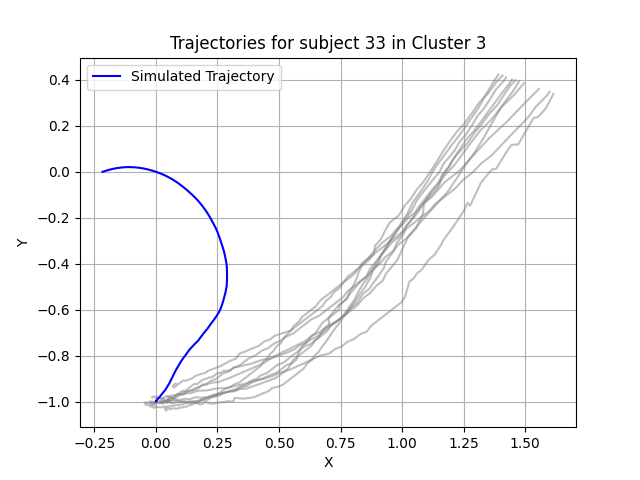 Trajectories for subject 33 in Cluster 3
Simulated Trajectory
Y
0.4
0.2
0.0
−0.2
−0.4
−0.6
−0.8
−1.0
−0.25 0.00 0.25 0.50 0.75 1.00 1.25 1.50
X